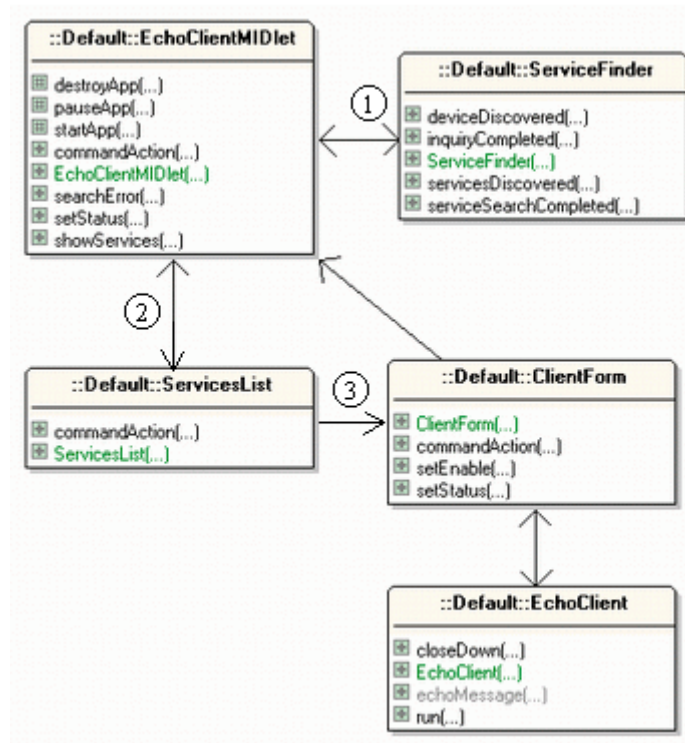 ::Default::EchoClientMIDlet
destroyApp(...)
pauseApp(...)
startApp(...)
commandAction(...)
EchoClientMIDlet(...)
searchError(...)
setStatus(...)
showServices(...)
1
::Default::ServiceFinder
deviceDiscovered(...)
inquiryCompleted(...)
ServiceFinder(...)
servicesDiscovered(...)
serviceSearchCompleted(...)
2
::Default::ServicesList
commandAction(...)
ServicesList(...)
3
::Default::ClientForm
ClientForm(...)
commandAction(...)
setEnable(...)
setStatus(...)
::Default::EchoClient
closeDown(...)
EchoClient(...)
echoMessage(...)
run(...)